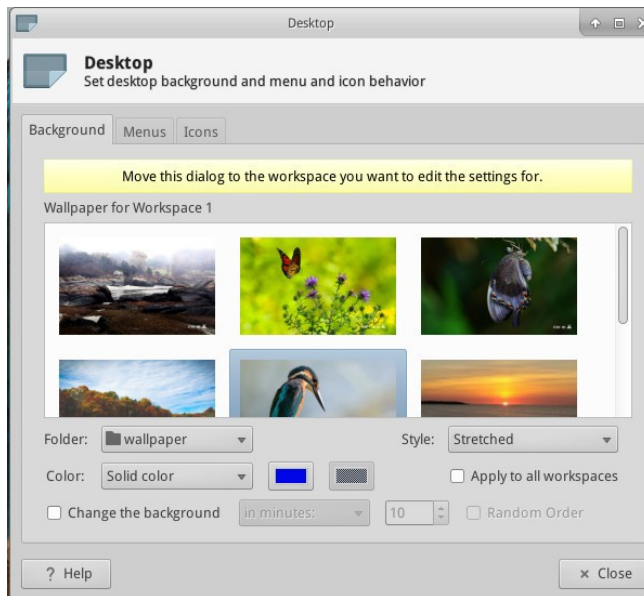 Desktop
Desktop
Set desktop background and menu and icon behavior
Background Menus Icons
Move this dialog to the workspace you want to edit the settings for.
Wallpaper for Workspace 1
Folder: wallpaper Style: Stretched
Color: Solid color Apply to all workspaces
Change the background in minutes: 10 Random Order
? Help × Close